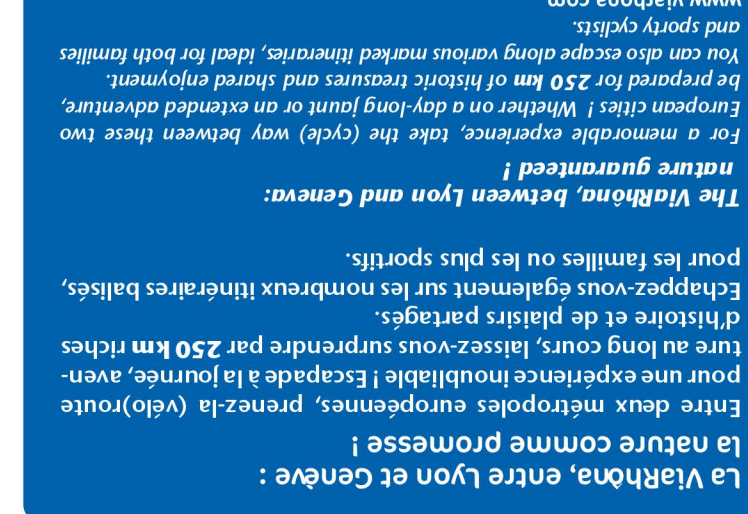 La ViaRhôna, entre Lyon et Genève :
la nature comme promesse !
Entre deux métropoles européennes, prenez-la (vélo)route
pour une expérience inoubliable ! Escapade à la journée, aven-
ture au long cours, laissez-vous surprendre par 250 km riches
d'histoire et de plaisirs partagés.
Echappez-vous également sur les nombreux itinéraires balisés,
pour les familles ou les plus sportifs.
The ViaRhôna, between Lyon and Geneva:
nature guaranteed !
For a memorable experience, take the (cycle) way between these two
European cities ! Whether on a day-long jaunt or an extended adventure,
be prepared for 250 km of historic treasures and shared enjoyment.
You can also escape along various marked itineraries, ideal for both families
and sporty cyclists.
www.viarhona.com